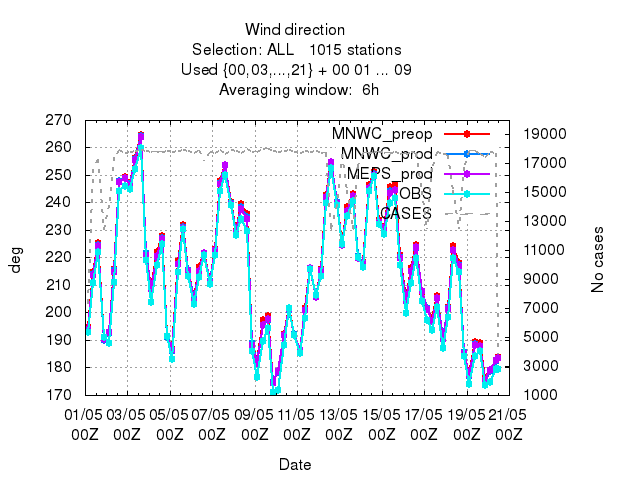 Wind direction
Selection: ALL   1015 stations
Used {00,03,...,21} + 00 01 ... 09
Averaging window:  6h
270
260
250
240
230
220
210
200
190
180
170
deg
MNWC_preop
MNWC_prod
MEPS_prod
OBS
CASES
19000
17000
15000
13000
11000
9000
7000
5000
3000
1000
No cases
01/05 03/05 05/05 07/05 09/05 11/05 13/05 15/05 17/05 19/05 21/05
00Z 00Z 00Z 00Z 00Z 00Z 00Z 00Z 00Z 00Z 00Z
Date